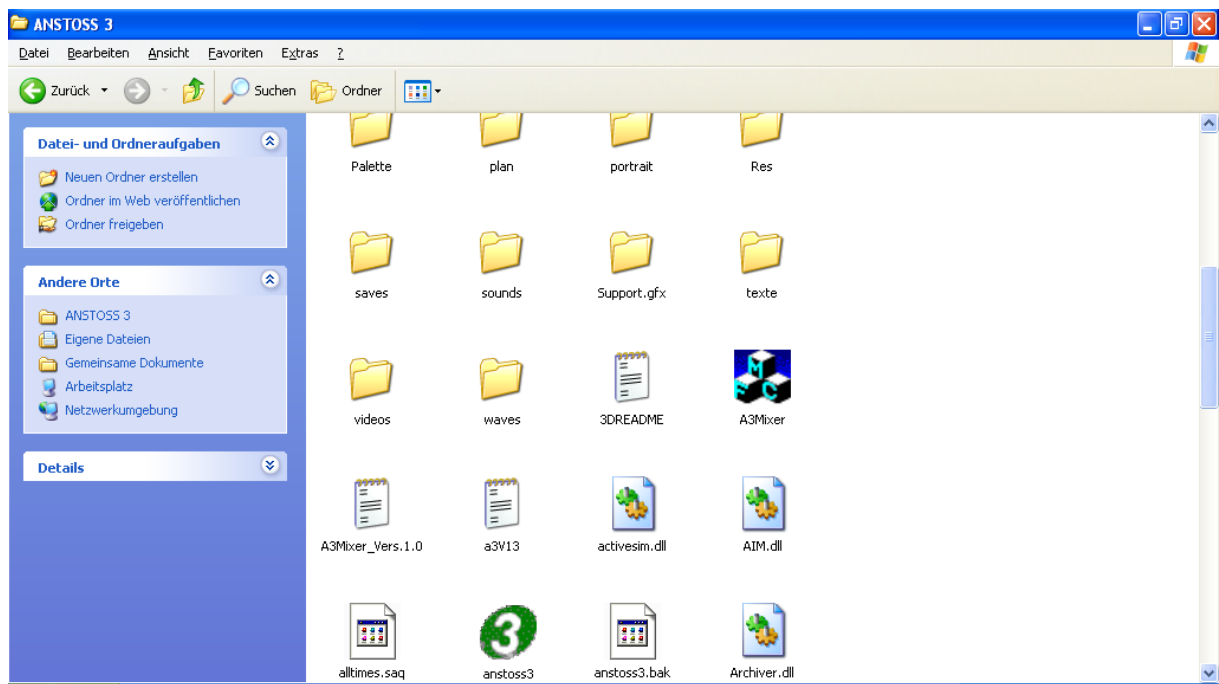 ANSTOSS 3
Datei Bearbeiten Ansicht Favoriten Extras ?
Zurück Suchen Ordner
Datei- und Ordneraufgaben
Neuen Ordner erstellen
Ordner im Web veröffentlichen
Ordner freigeben
Andere Orte
ANSTOSS 3
Eigene Dateien
Gemeinsame Dokumente
Arbeitsplatz
Netzwerkumgebung
Details
Palette plan portrait Res
saves sounds Support.gfx texte
videos waves 3DREADME A3Mixer
A3Mixer_Vers.1.0 a3V13 activesim.dll AIM.dll
alltimes.saq anstoss3 anstoss3.bak Archiver.dll